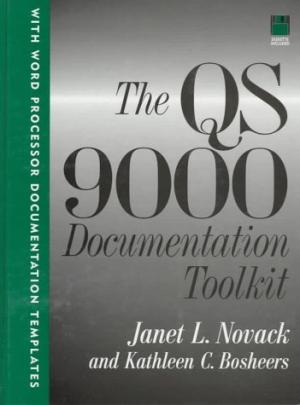 WITH WORD PROCESSOR DOCUMENTATION TEMPLATES
The QS
9000
Documentation
Toolkit
Janet L. Novack
and Kathleen C. Bosheers